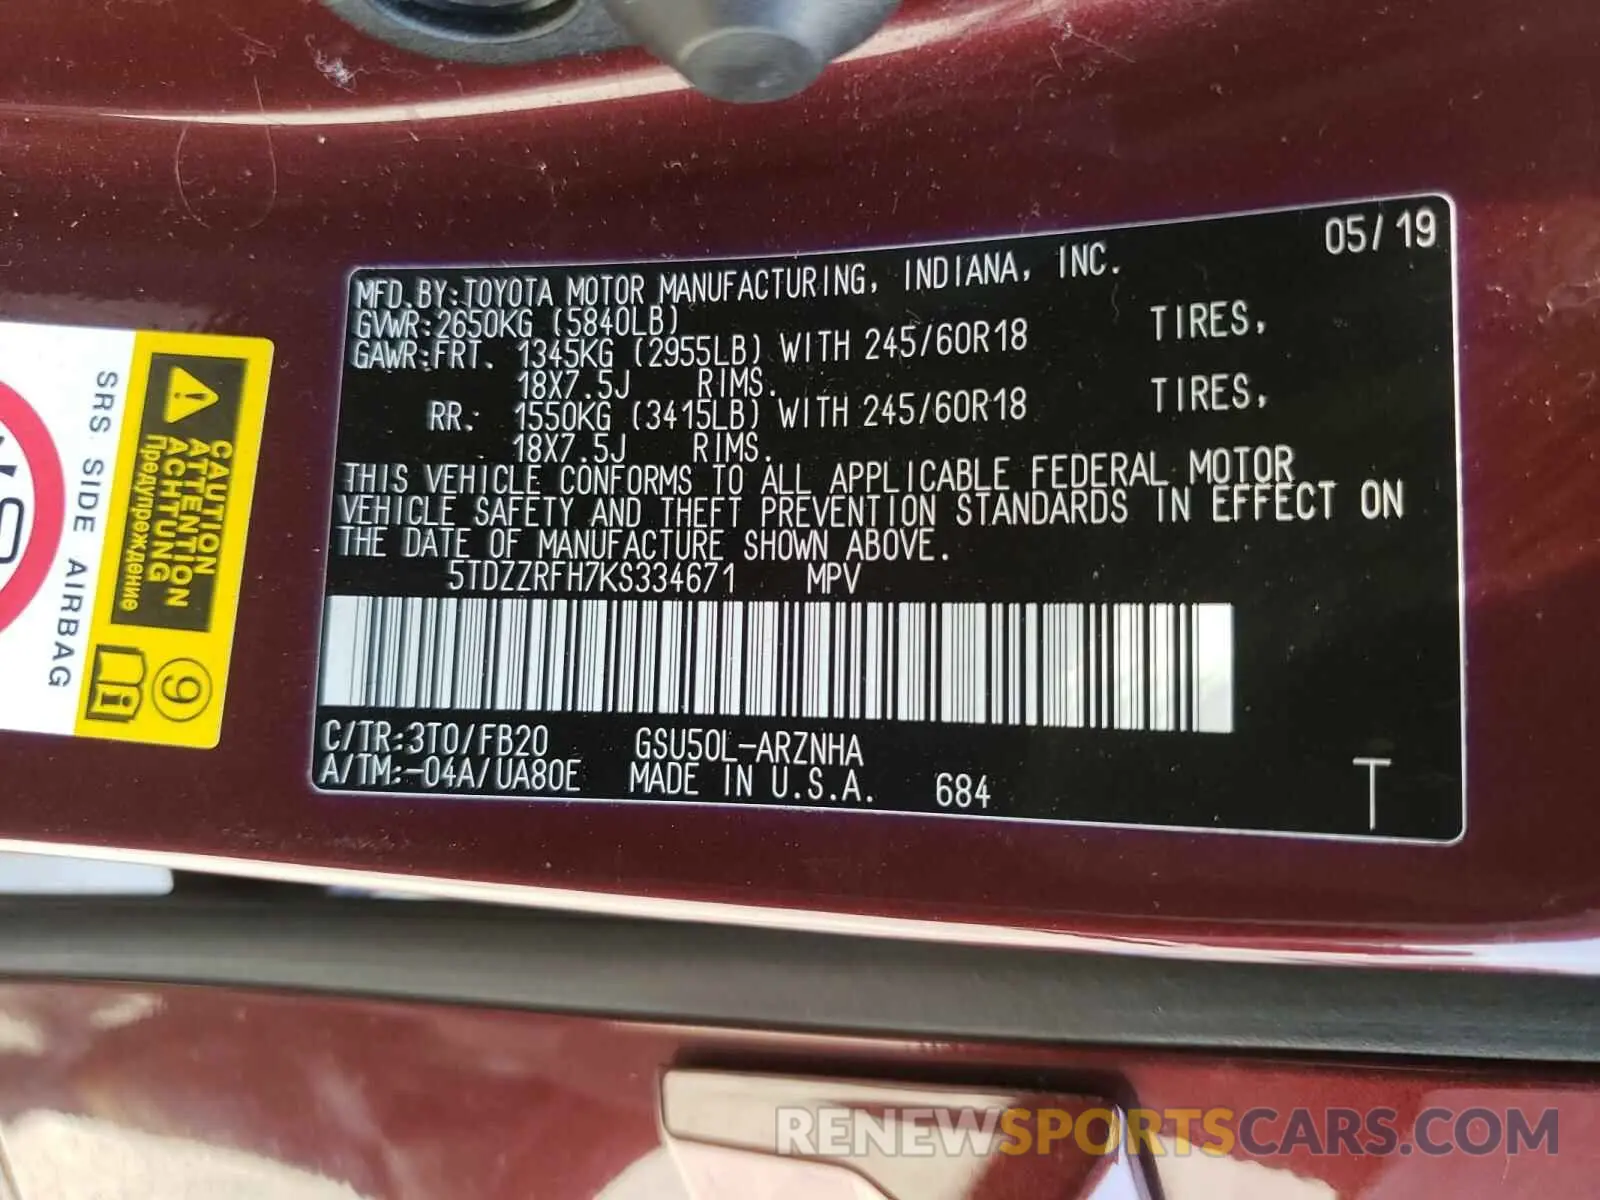 05/19
MFD.BY:TOYOTA MOTOR MANUFACTURING, INDIANA, INC.
GVWR:2650KG (5840LB)
GAWR:FRT. 1345KG (2955LB) WITH 245/60R18 TIRES,
18X7.5J RIMS.
RR: 1550KG (3415LB) WITH 245/60R18 TIRES,
18X7.5J RIMS.
THIS VEHICLE CONFORMS TO ALL APPLICABLE FEDERAL MOTOR
VEHICLE SAFETY AND THEFT PREVENTION STANDARDS IN EFFECT ON
THE DATE OF MANUFACTURE SHOWN ABOVE.
5TDZZRFH7KS334671 MPV
C/TR:3T0/FB20 GSU50L-ARZNHA
A/TM:-04A/UA80E MADE IN U.S.A. 684
T
CAUTION
ATTENTION
ACHTUNG
Предупреждение
9
SRS SIDE AIRBAG
RENEWSPORTSCARS.COM